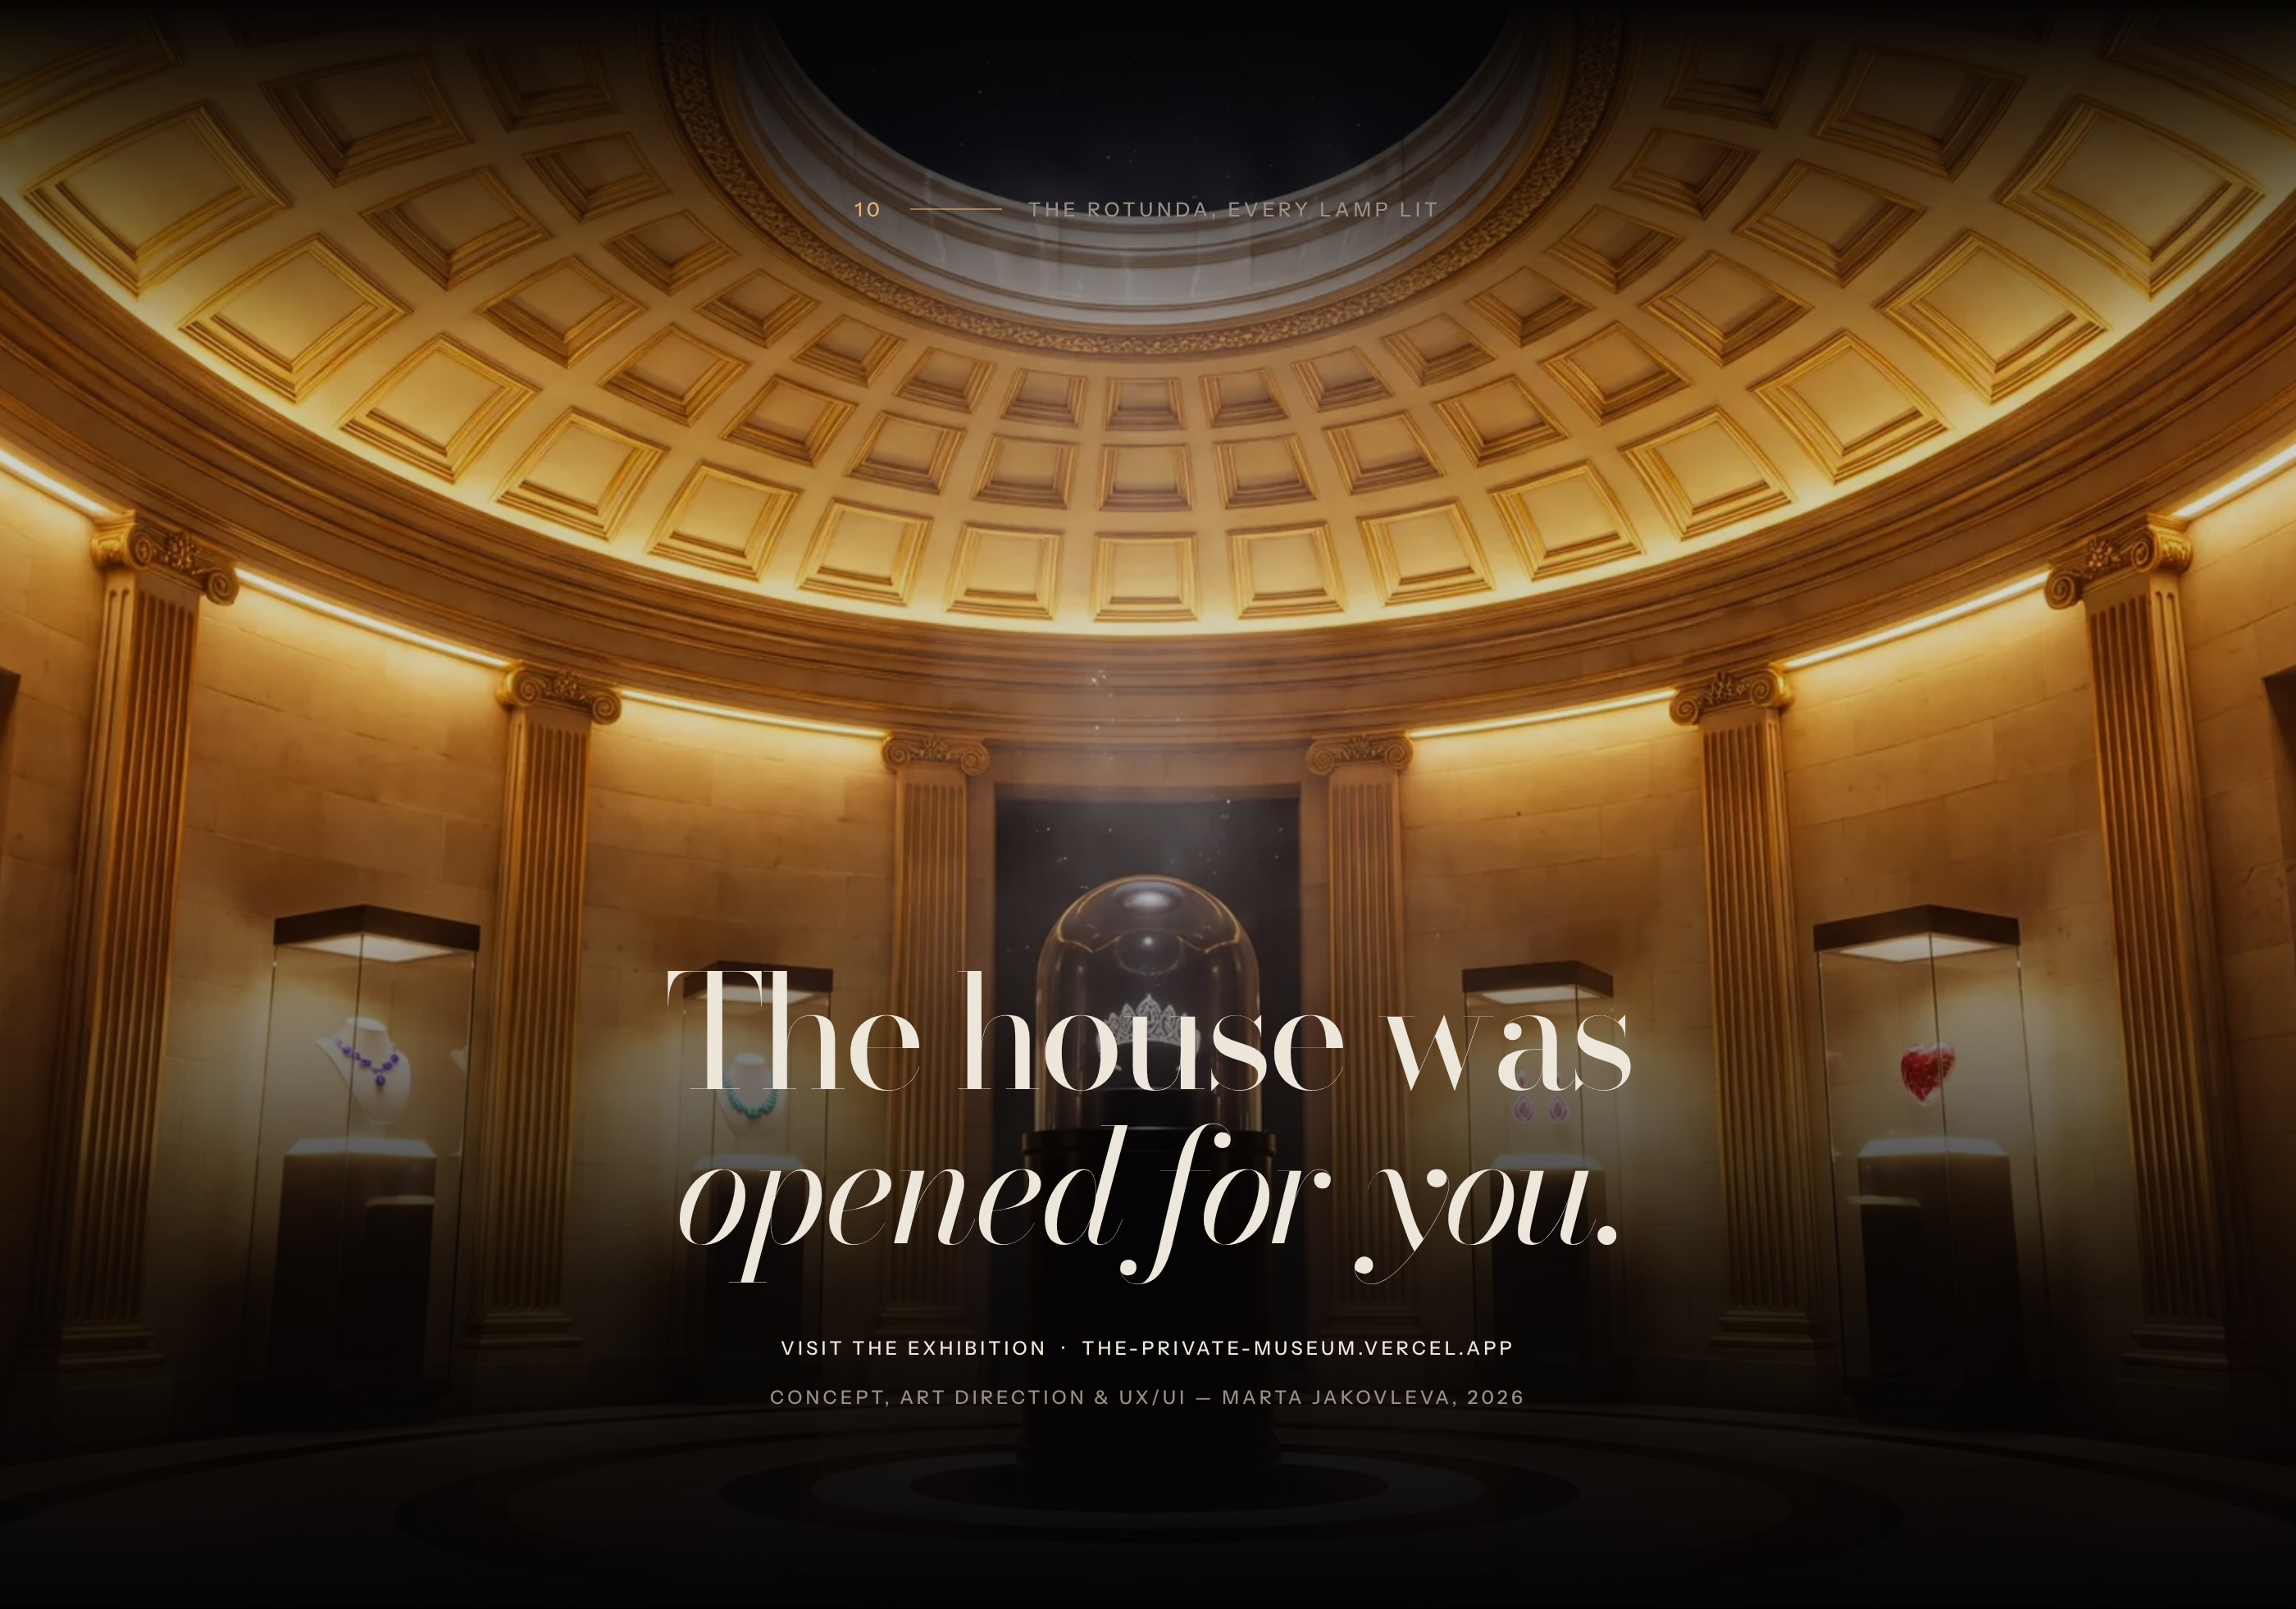 10 THE ROTUNDA, EVERY LAMP LIT
The house was
opened for you.
VISIT THE EXHIBITION · THE-PRIVATE-MUSEUM.VERCEL.APP
CONCEPT, ART DIRECTION & UX/UI — MARTA JAKOVLEVA, 2026